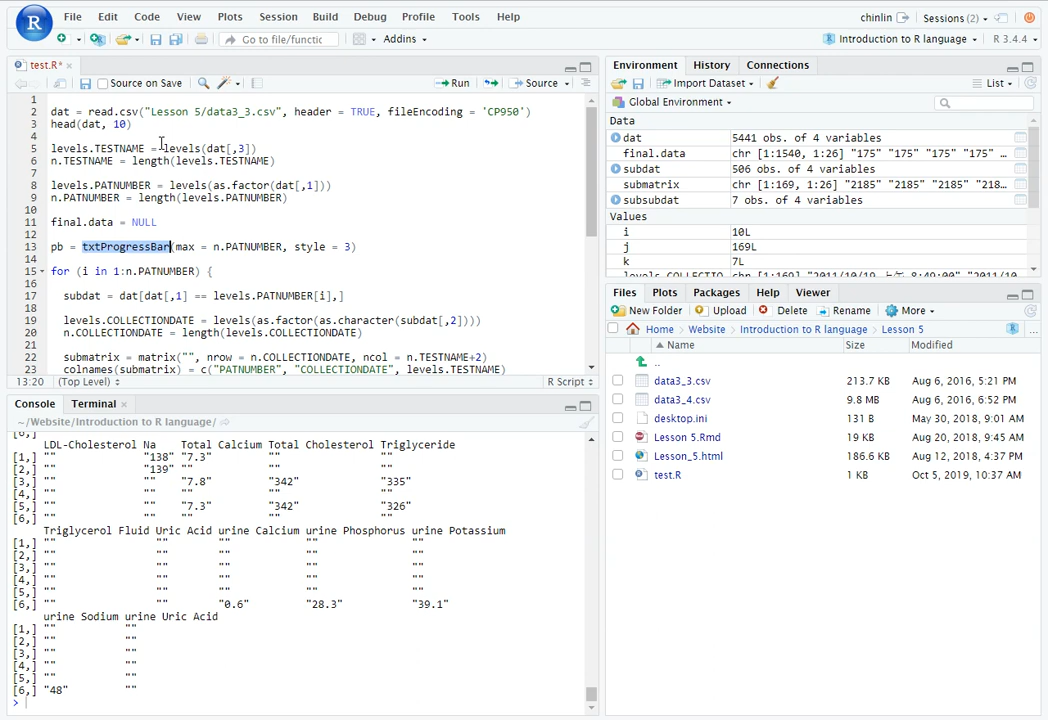 File Edit Code View Plots Session Build Debug Profile Tools Help
chinlin Sessions (2)
Go to file/functic Addins
Introduction to R language R 3.4.4
test.R*
Source on Save Run Source
1
2 dat = read.csv("Lesson 5/data3_3.csv", header = TRUE, fileEncoding = 'CP950')
3 head(dat, 10)
4
5 levels.TESTNAME = levels(dat[,3])
6 n.TESTNAME = length(levels.TESTNAME)
7
8 levels.PATNUMBER = levels(as.factor(dat[,1]))
9 n.PATNUMBER = length(levels.PATNUMBER)
10
11 final.data = NULL
12
13 pb = txtProgressBar(max = n.PATNUMBER, style = 3)
14
15 for (i in 1:n.PATNUMBER) {
16
17 subdat = dat[dat[,1] == levels.PATNUMBER[i],]
18
19 levels.COLLECTIONDATE = levels(as.factor(as.character(subdat[,2])))
20 n.COLLECTIONDATE = length(levels.COLLECTIONDATE)
21
22 submatrix = matrix("", nrow = n.COLLECTIONDATE, ncol = n.TESTNAME+2)
23 colnames(submatrix) = c("PATNUMBER", "COLLECTIONDATE", levels.TESTNAME)
13:20 (Top Level) R Script
Console Terminal
~/Website/Introduction to R language/
[6,]
LDL-Cholesterol Na Total Calcium Total Cholesterol Triglyceride
[1,] "" "138" "7.3" "" ""
[2,] "" "139" "" "" ""
[3,] "" "" "7.8" "342" "335"
[4,] "" "" "" "" ""
[5,] "" "" "7.3" "342" "326"
[6,] "" "" "" "" ""
Triglycerol Fluid Uric Acid urine Calcium urine Phosphorus urine Potassium
[1,] "" "" "" "" ""
[2,] "" "" "" "" ""
[3,] "" "" "" "" ""
[4,] "" "" "" "" ""
[5,] "" "" "" "" ""
[6,] "" "" "0.6" "28.3" "39.1"
urine Sodium urine Uric Acid
[1,] "" ""
[2,] "" ""
[3,] "" ""
[4,] "" ""
[5,] "" ""
[6,] "48" ""
>
Environment History Connections
Import Dataset List
Global Environment
Data
dat 5441 obs. of 4 variables
final.data chr [1:1540, 1:26] "175" "175" "175" "175" …
subdat 506 obs. of 4 variables
submatrix chr [1:169, 1:26] "2185" "2185" "2185" "218…
subsubdat 7 obs. of 4 variables
Values
i 10L
j 169L
k 7L
Files Plots Packages Help Viewer
New Folder Upload Delete Rename More
Home Website Introduction to R language Lesson 5
Name Size Modified
..
data3_3.csv 213.7 KB Aug 6, 2016, 5:21 PM
data3_4.csv 9.8 MB Aug 6, 2016, 6:52 PM
desktop.ini 131 B May 30, 2018, 9:01 AM
Lesson 5.Rmd 19 KB Aug 20, 2018, 9:45 AM
Lesson_5.html 186.6 KB Aug 12, 2018, 4:37 PM
test.R 1 KB Oct 5, 2019, 10:37 AM